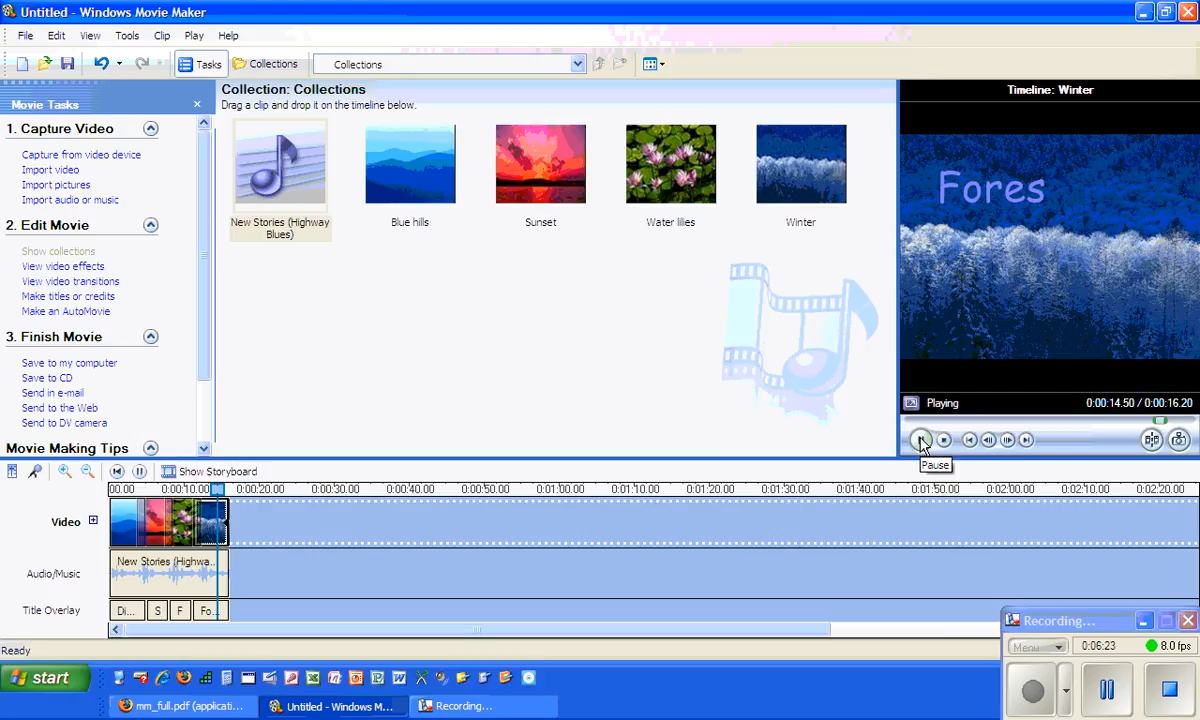 Untitled - Windows Movie Maker
File Edit View Tools Clip Play Help
Tasks Collections Collections
Movie Tasks
1. Capture Video
Capture from video device
Import video
Import pictures
Import audio or music
2. Edit Movie
Show collections
View video effects
View video transitions
Make titles or credits
Make an AutoMovie
3. Finish Movie
Save to my computer
Save to CD
Send in e-mail
Send to the Web
Send to DV camera
Movie Making Tips
Collection: Collections
Drag a clip and drop it on the timeline below.
New Stories (Highway
Blues)
Blue hills
Sunset
Water lilies
Winter
Timeline: Winter
Fores
Playing 0:00:14.50 / 0:00:16.20
Pause
Show Storyboard
00.00 0:00:10.00 0:00:20.00 0:00:30.00 0:00:40.00 0:00:50.00 0:01:00.00 0:01:10.00 0:01:20.00 0:01:30.00 0:01:40.00 0:01:50.00 0:02:00.00 0:02:10.00 0:02:20.00
Video
New Stories (Highwa...
Audio/Music
Title Overlay Di... S F Fo...
Ready
Recording...
Menu 0:06:23 8.0 fps
start
mm_full.pdf (applicati... Untitled - Windows M... Recording...